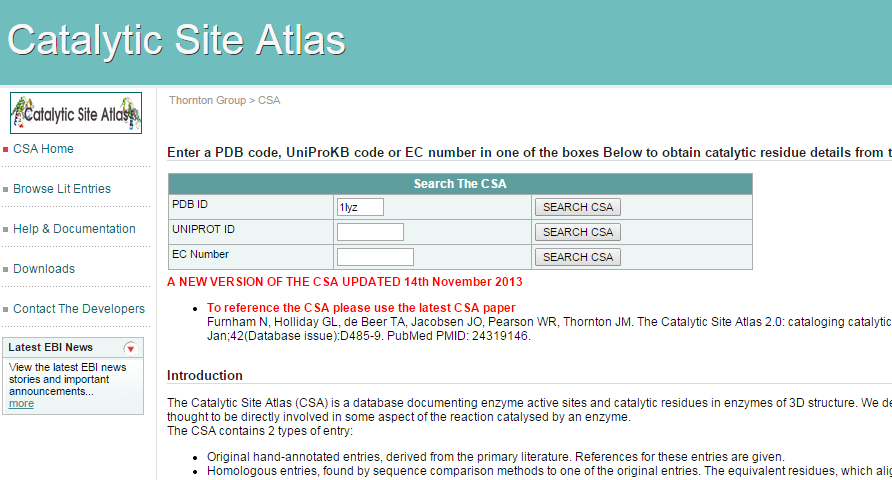 Catalytic Site Atlas
Catalytic Site Atlas
Thornton Group > CSA
CSA Home
Browse Lit Entries
Help & Documentation
Downloads
Contact The Developers
Latest EBI News
View the latest EBI news
stories and important
announcements...
more
Enter a PDB code, UniProKB code or EC number in one of the boxes Below to obtain catalytic residue details from t
Search The CSA
PDB ID 1lyz SEARCH CSA
UNIPROT ID SEARCH CSA
EC Number SEARCH CSA
A NEW VERSION OF THE CSA UPDATED 14th November 2013
• To reference the CSA please use the latest CSA paper
Furnham N, Holliday GL, de Beer TA, Jacobsen JO, Pearson WR, Thornton JM. The Catalytic Site Atlas 2.0: cataloging catalytic
Jan;42(Database issue):D485-9. PubMed PMID: 24319146.
Introduction
The Catalytic Site Atlas (CSA) is a database documenting enzyme active sites and catalytic residues in enzymes of 3D structure. We de
thought to be directly involved in some aspect of the reaction catalysed by an enzyme.
The CSA contains 2 types of entry:
• Original hand-annotated entries, derived from the primary literature. References for these entries are given.
• Homologous entries, found by sequence comparison methods to one of the original entries. The equivalent residues, which alig